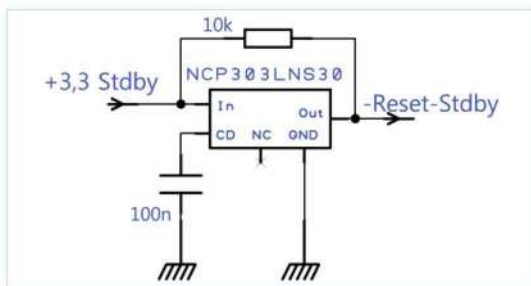 10k
NCP303LNS30
+3,3 Stdby
-Reset-Stdby
In
Out
CD NC GND
100n